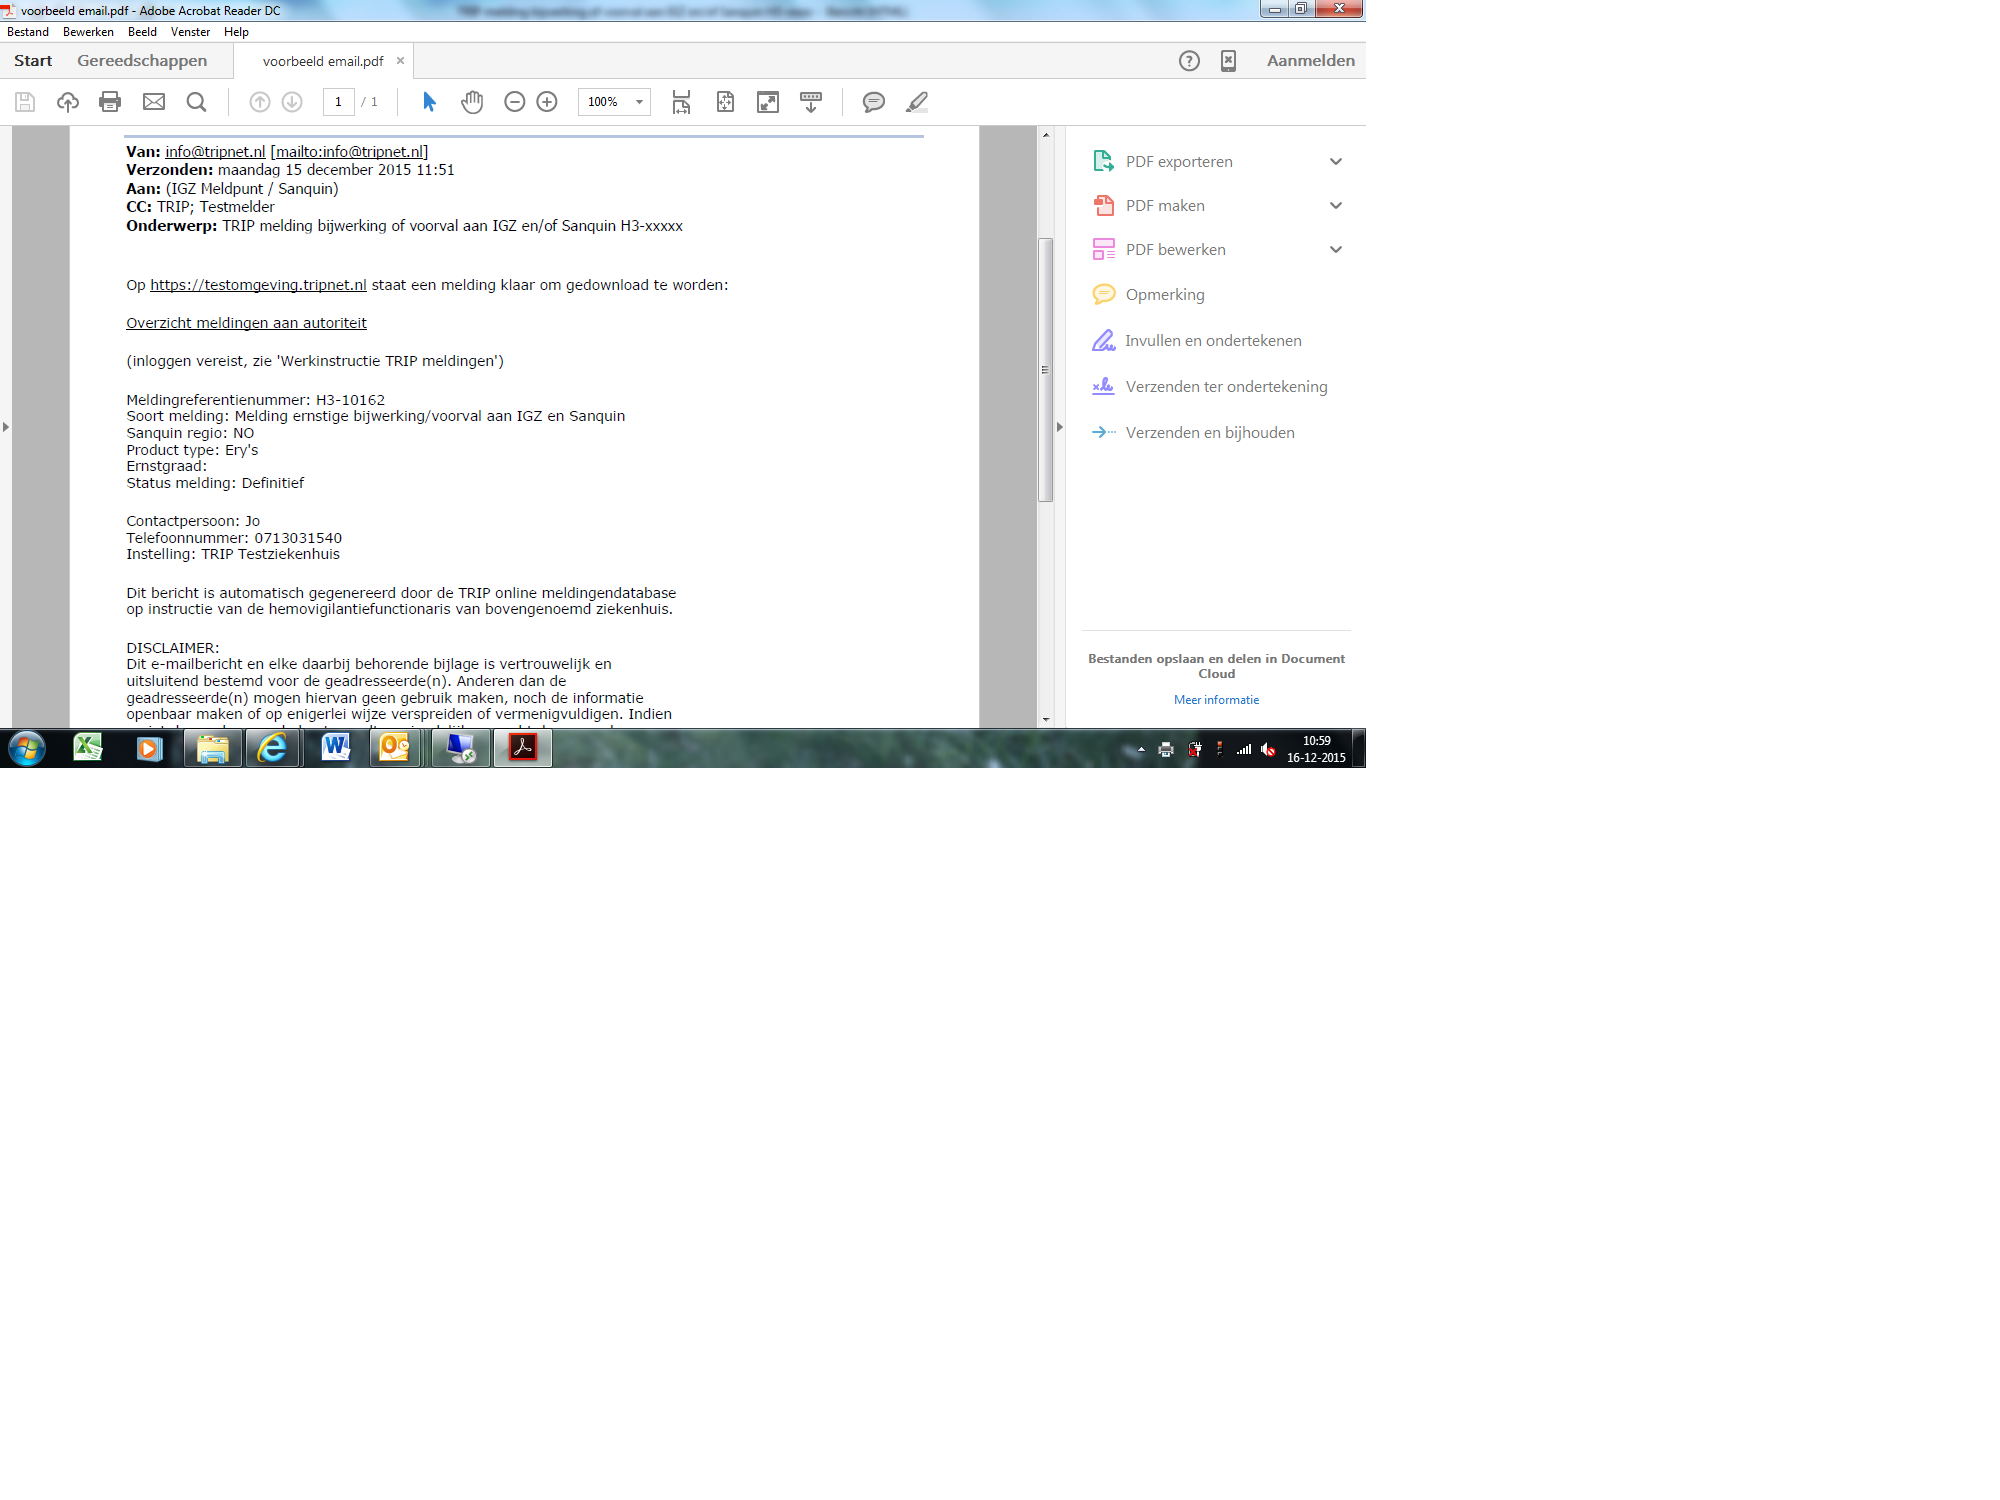 voorbeeld email.pdf - Adobe Acrobat Reader DC
Bestand Bewerken Beeld Venster Help
Start Gereedschappen voorbeeld email.pdf × Aanmelden
1 / 1 100%
Van: info@tripnet.nl [mailto:info@tripnet.nl]
Verzonden: maandag 15 december 2015 11:51
Aan: (IGZ Meldpunt / Sanquin)
CC: TRIP; Testmelder
Onderwerp: TRIP melding bijwerking of voorval aan IGZ en/of Sanquin H3-xxxxx
Op https://testomgeving.tripnet.nl staat een melding klaar om gedownload te worden:
Overzicht meldingen aan autoriteit
(inloggen vereist, zie 'Werkinstructie TRIP meldingen')
Meldingreferentienummer: H3-10162
Soort melding: Melding ernstige bijwerking/voorval aan IGZ en Sanquin
Sanquin regio: NO
Product type: Ery's
Ernstgraad:
Status melding: Definitief
Contactpersoon: Jo
Telefoonnummer: 0713031540
Instelling: TRIP Testziekenhuis
Dit bericht is automatisch gegenereerd door de TRIP online meldingendatabase
op instructie van de hemovigilantiefunctionaris van bovengenoemd ziekenhuis.
DISCLAIMER:
Dit e-mailbericht en elke daarbij behorende bijlage is vertrouwelijk en
uitsluitend bestemd voor de geadresseerde(n). Anderen dan de
geadresseerde(n) mogen hiervan geen gebruik maken, noch de informatie
openbaar maken of op enigerlei wijze verspreiden of vermenigvuldigen. Indien
PDF exporteren
PDF maken
PDF bewerken
Opmerking
Invullen en ondertekenen
Verzenden ter ondertekening
Verzenden en bijhouden
Bestanden opslaan en delen in Document
Cloud
Meer informatie
10:59
16-12-2015